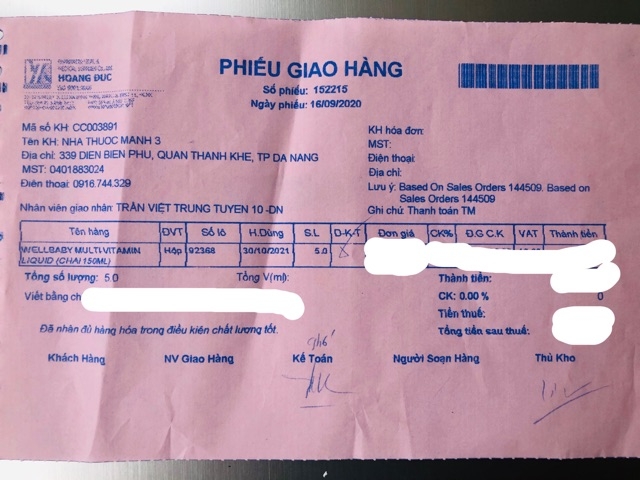 HOANG ĐUC
PHIẾU GIAO HÀNG
Số phiếu: 152215
Ngày phiếu: 16/09/2020
Mã số KH: CC003891
Tên KH: NHA THUOC MANH 3
Địa chỉ: 339 DIEN BIEN PHU, QUAN THANH KHE, TP DA NANG
MST: 0401883024
Điên thoai: 0916.744.329
KH hóa đơn:
MST:
Điện thoại:
Địa chỉ:
Lưu ý: Based On Sales Orders 144509. Based on
Sales Orders 144509.
Nhân viên giao nhân: TRẦN VIỆT TRUNG TUYEN 10 -DN
Ghi chú: Thanh toán TM
Tên hàng ĐVT Số lô H.Dùng S.L D-K-T Đơn giá CK% Đ.G C.K VAT Thành tiền
WELLBABY MULTIVITAMIN LIQUID (CHAI 150ML) Hộp 92368 30/10/2021 5.0
Tổng số lượng: 5.0 Tổng V(ml): Thành tiền:
CK: 0.00 % 0
Viết bằng ch
Tiền thuế:
Tổng tiền sau thuế:
Đã nhận đủ hàng hóa trong điều kiện chất lượng tốt.
Khách Hàng NV Giao Hàng Kế Toán Người Soạn Hàng Thủ Kho